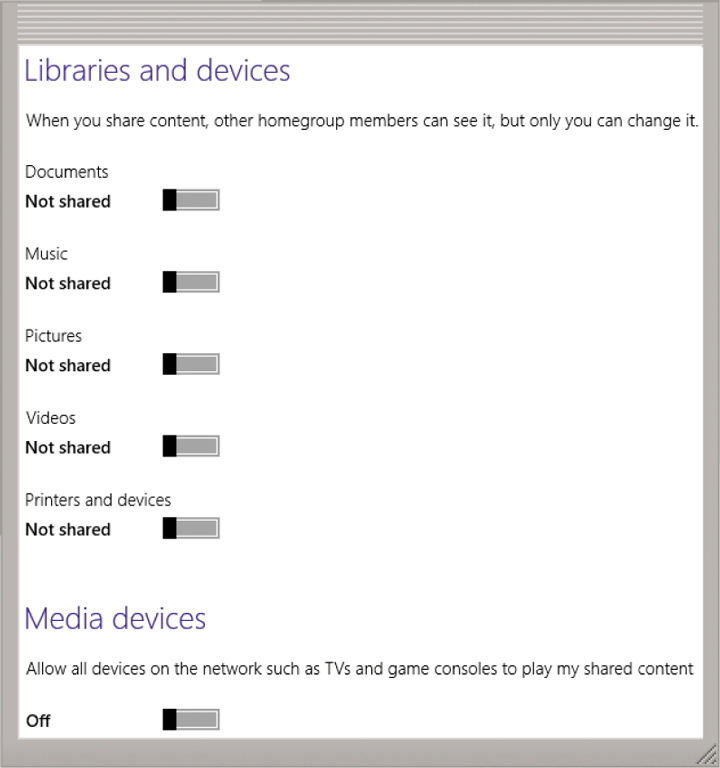 Libraries and devices
When you share content, other homegroup members can see it, but only you can change it.
Documents
Not shared
Music
Not shared
Pictures
Not shared
Videos
Not shared
Printers and devices
Not shared
Media devices
Allow all devices on the network such as TVs and game consoles to play my shared content
Off